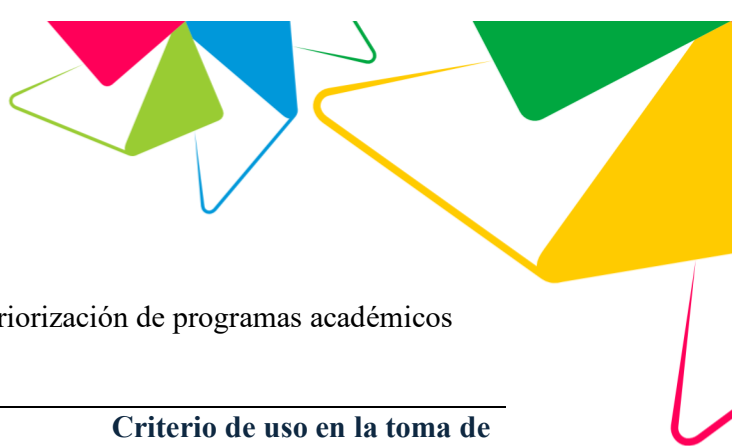 riorización de programas académicos
Criterio de uso en la toma de